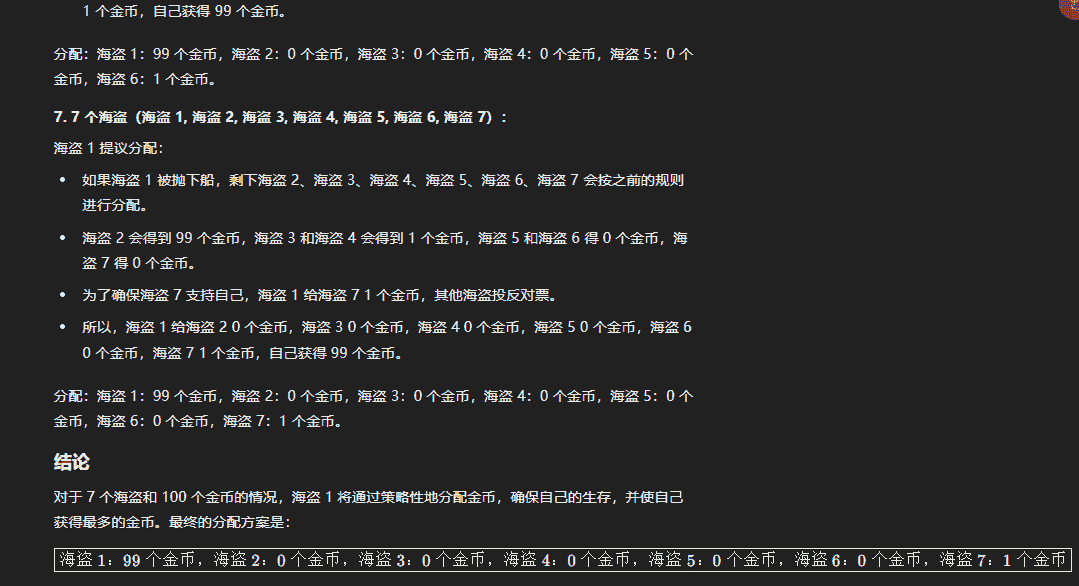 1 个金币，自己获得 99 个金币。
分配：海盗 1：99 个金币，海盗 2：0 个金币，海盗 3：0 个金币，海盗 4：0 个金币，海盗 5：0 个
金币，海盗 6：1 个金币。
7. 7 个海盗（海盗 1, 海盗 2, 海盗 3, 海盗 4, 海盗 5, 海盗 6, 海盗 7）：
海盗 1 提议分配：
• 如果海盗 1 被抛下船，剩下海盗 2、海盗 3、海盗 4、海盗 5、海盗 6、海盗 7 会按之前的规则
进行分配。
• 海盗 2 会得到 99 个金币，海盗 3 和海盗 4 会得到 1 个金币，海盗 5 和海盗 6 得 0 个金币，海
盗 7 得 0 个金币。
• 为了确保海盗 7 支持自己，海盗 1 给海盗 7 1 个金币，其他海盗投反对票。
• 所以，海盗 1 给海盗 2 0 个金币，海盗 3 0 个金币，海盗 4 0 个金币，海盗 5 0 个金币，海盗 6
0 个金币，海盗 7 1 个金币，自己获得 99 个金币。
分配：海盗 1：99 个金币，海盗 2：0 个金币，海盗 3：0 个金币，海盗 4：0 个金币，海盗 5：0 个
金币，海盗 6：0 个金币，海盗 7：1 个金币。
结论
对于 7 个海盗和 100 个金币的情况，海盗 1 将通过策略性地分配金币，确保自己的生存，并使自己
获得最多的金币。最终的分配方案是：
海盗 1：99 个金币，海盗 2：0 个金币，海盗 3：0 个金币，海盗 4：0 个金币，海盗 5：0 个金币，海盗 6：0 个金币，海盗 7：1 个金币